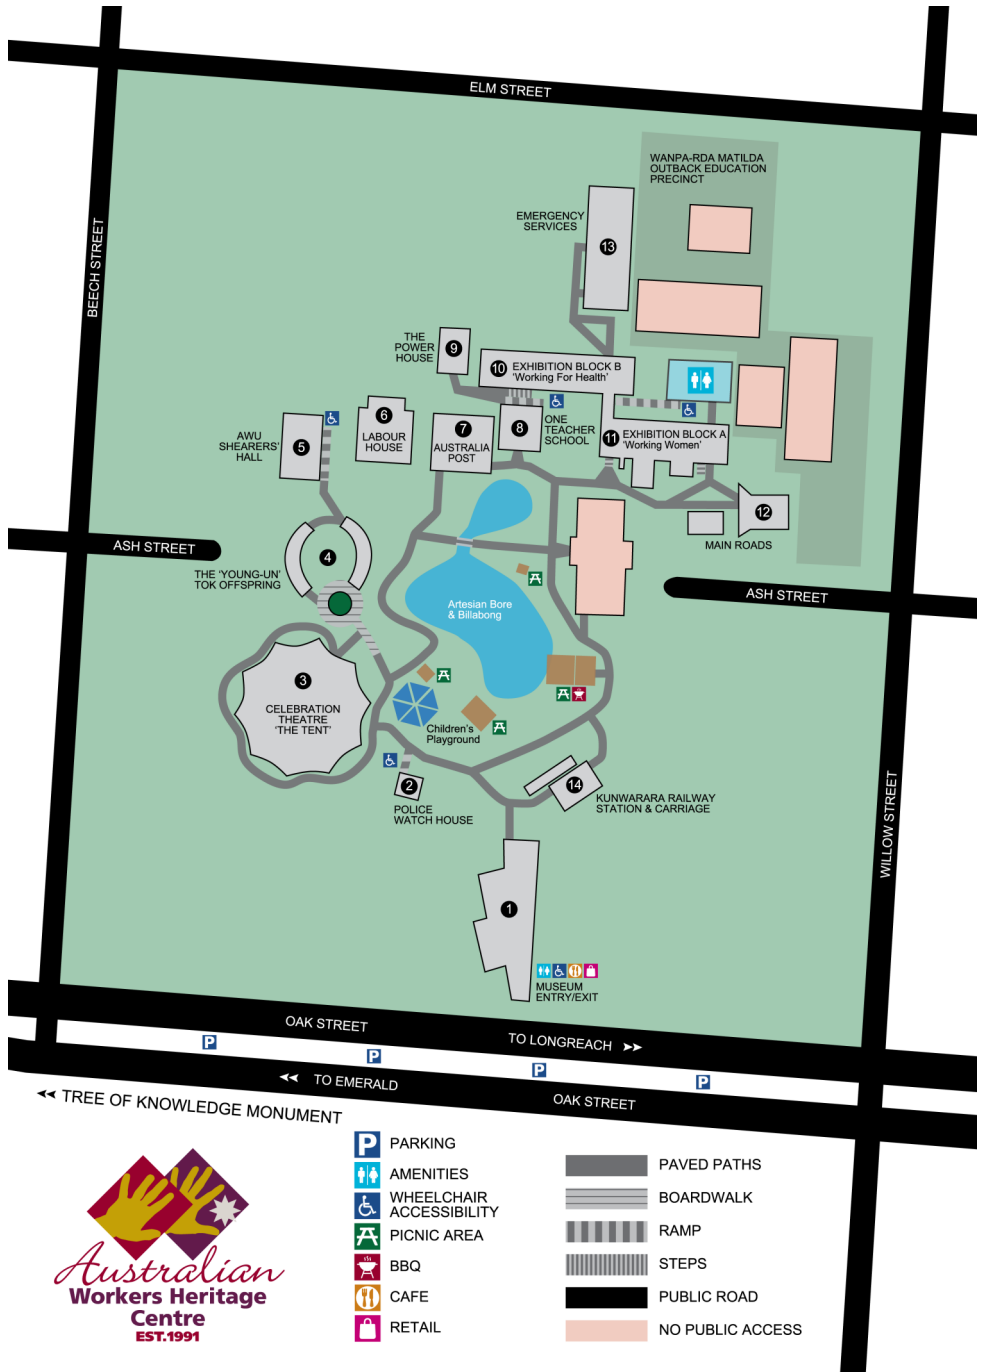 ELM STREET
WANPA-RDA MATILDA
OUTBACK EDUCATION
PRECINCT
EMERGENCY
SERVICES
13
BEECH STREET
THE
POWER
HOUSE
9
10
EXHIBITION BLOCK B
'Working For Health'
6
LABOUR
HOUSE
7
AUSTRALIA
POST
8
ONE
TEACHER
SCHOOL
11
EXHIBITION BLOCK A
'Working Women'
AWU
SHEARERS'
HALL
5
12
MAIN ROADS
ASH STREET
4
THE 'YOUNG-UN'
TOK OFFSPRING
ASH STREET
Artesian Bore
& Billabong
3
CELEBRATION
THEATRE
'THE TENT'
Children's
Playground
2
POLICE
WATCH HOUSE
14
KUNWARARA RAILWAY
STATION & CARRIAGE
WILLOW STREET
1
MUSEUM
ENTRY/EXIT
OAK STREET
TO LONGREACH
P
P
P
P
TO EMERALD
OAK STREET
TREE OF KNOWLEDGE MONUMENT
P PARKING
AMENITIES
WHEELCHAIR
ACCESSIBILITY
PICNIC AREA
BBQ
CAFE
RETAIL
PAVED PATHS
BOARDWALK
RAMP
STEPS
PUBLIC ROAD
NO PUBLIC ACCESS
Australian
Workers Heritage
Centre
EST.1991